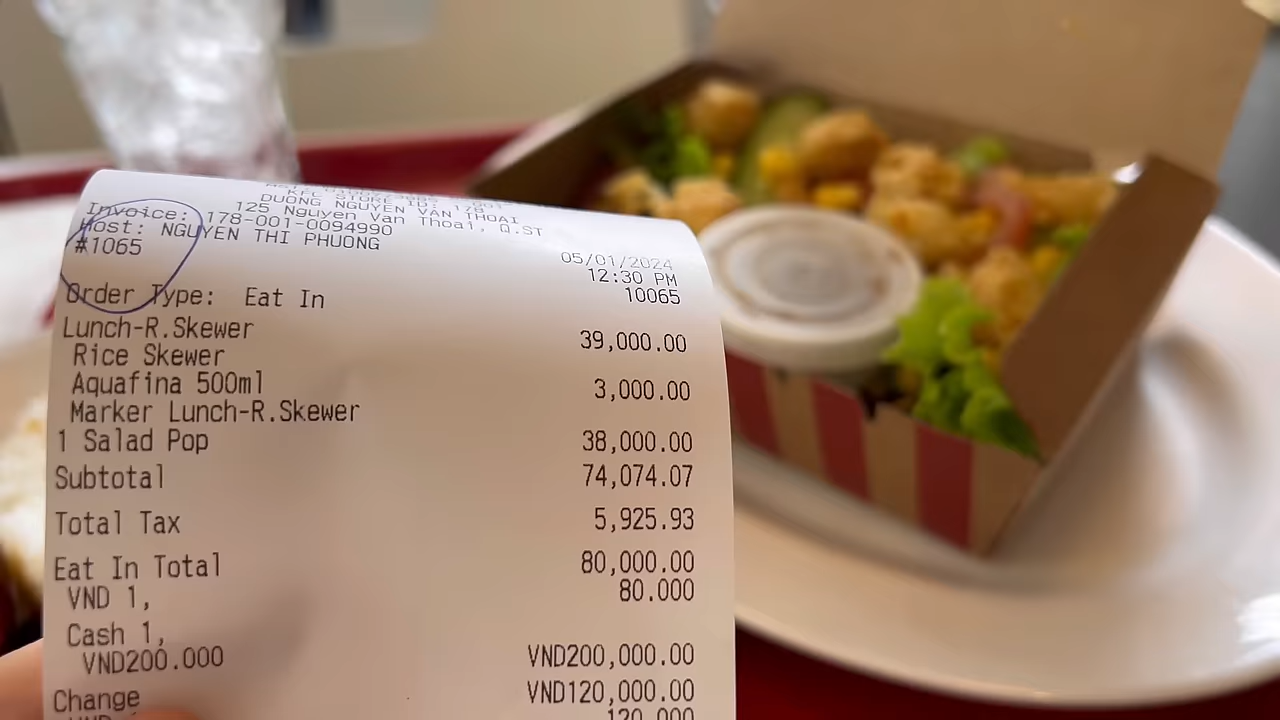 KFC STORE
DUONG NGUYEN VAN THOAI
125 Nguyen Van Thoai, Q.ST
Invoice: 178-001-0094990
Host: NGUYEN THI PHUONG
05/01/2024
#1065
12:30 PM
10065
Order Type: Eat In
Lunch-R.Skewer 39,000.00
Rice Skewer
Aquafina 500ml 3,000.00
Marker Lunch-R.Skewer
1 Salad Pop 38,000.00
Subtotal 74,074.07
Total Tax 5,925.93
Eat In Total 80,000.00
VND 1, 80.000
Cash 1,
VND200.000 VND200,000.00
Change VND120,000.00
120.000